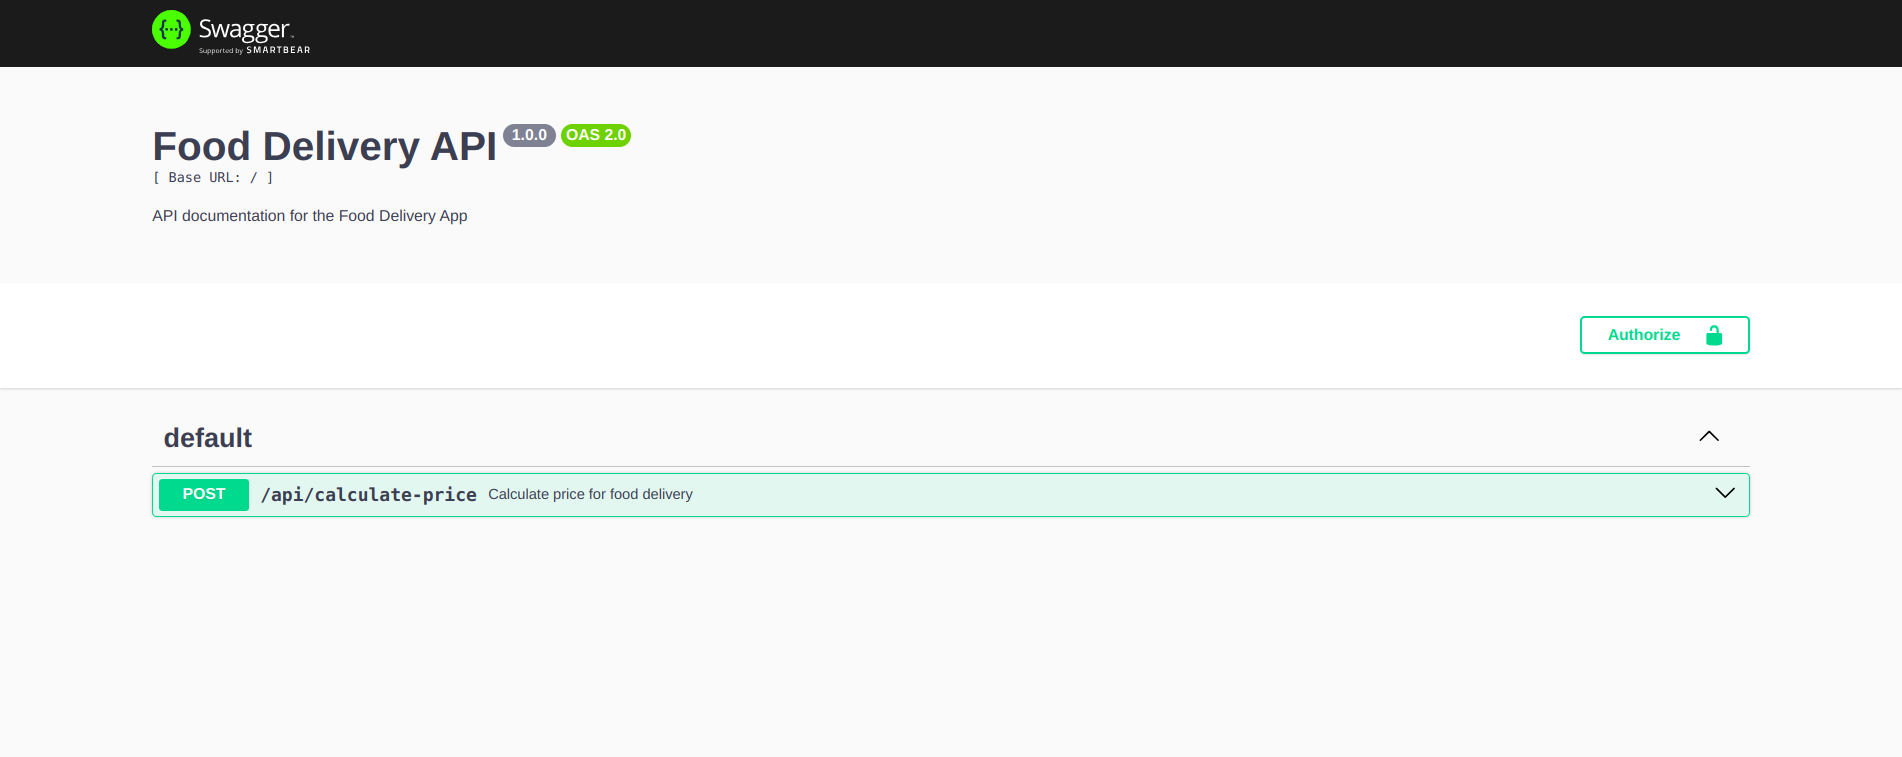 {···} Swagger
Supported by SMARTBEAR
Food Delivery API 1.0.0 OAS 2.0
[ Base URL: / ]
API documentation for the Food Delivery App
Authorize
default
POST /api/calculate-price Calculate price for food delivery